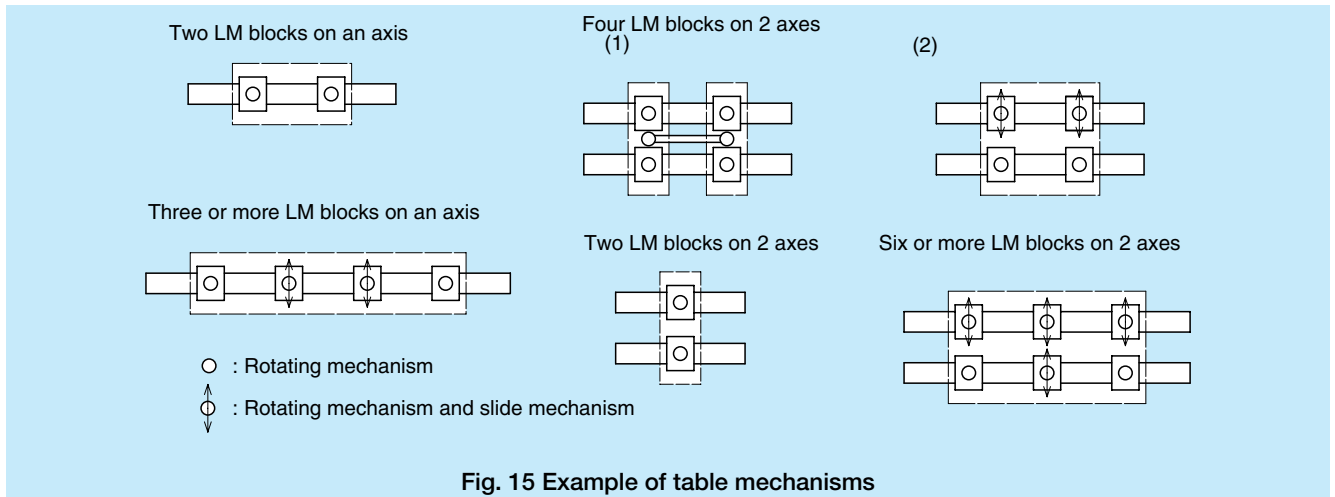 Two LM blocks on an axis
Four LM blocks on 2 axes
(1)
(2)
Three or more LM blocks on an axis
Two LM blocks on 2 axes
Six or more LM blocks on 2 axes
: Rotating mechanism
: Rotating mechanism and slide mechanism
Fig. 15 Example of table mechanisms